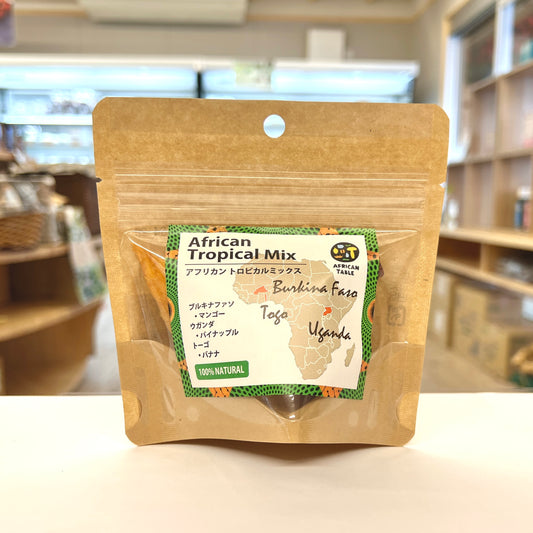 African
Tropical Mix
アフリカン トロピカルミックス
AFRICAN
TABLE
Burkina Faso
Togo
Uganda
ブルキナファソ
・マンゴー
ウガンダ
・パイナップル
トーゴ
・バナナ
100% NATURAL